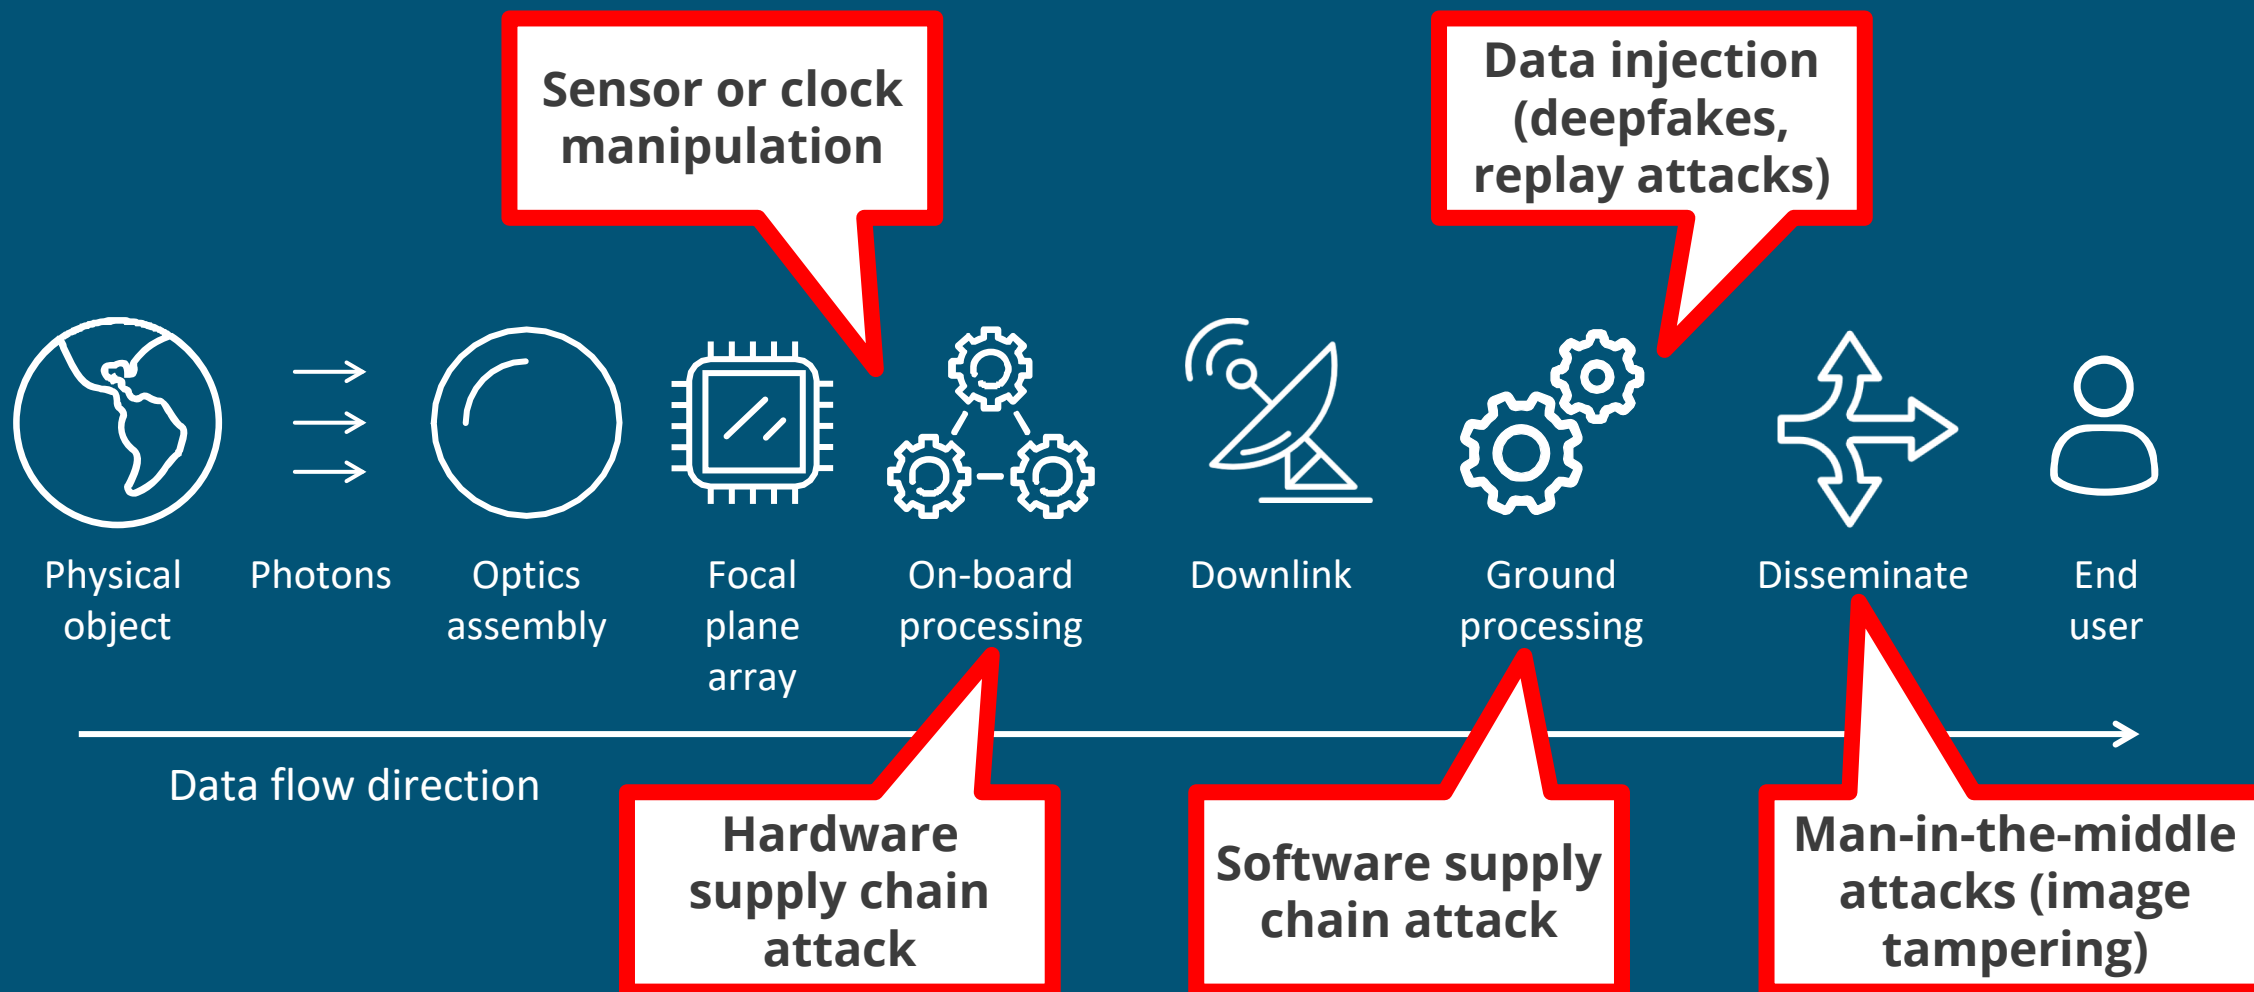 Sensor or clock
manipulation
Data injection
(deepfakes,
replay attacks)
Physical
object
Photons
Optics
assembly
Focal
plane
array
On-board
processing
Downlink
Ground
processing
Disseminate
End
user
Data flow direction
Hardware
supply chain
attack
Software supply
chain attack
Man-in-the-middle
attacks (image
tampering)